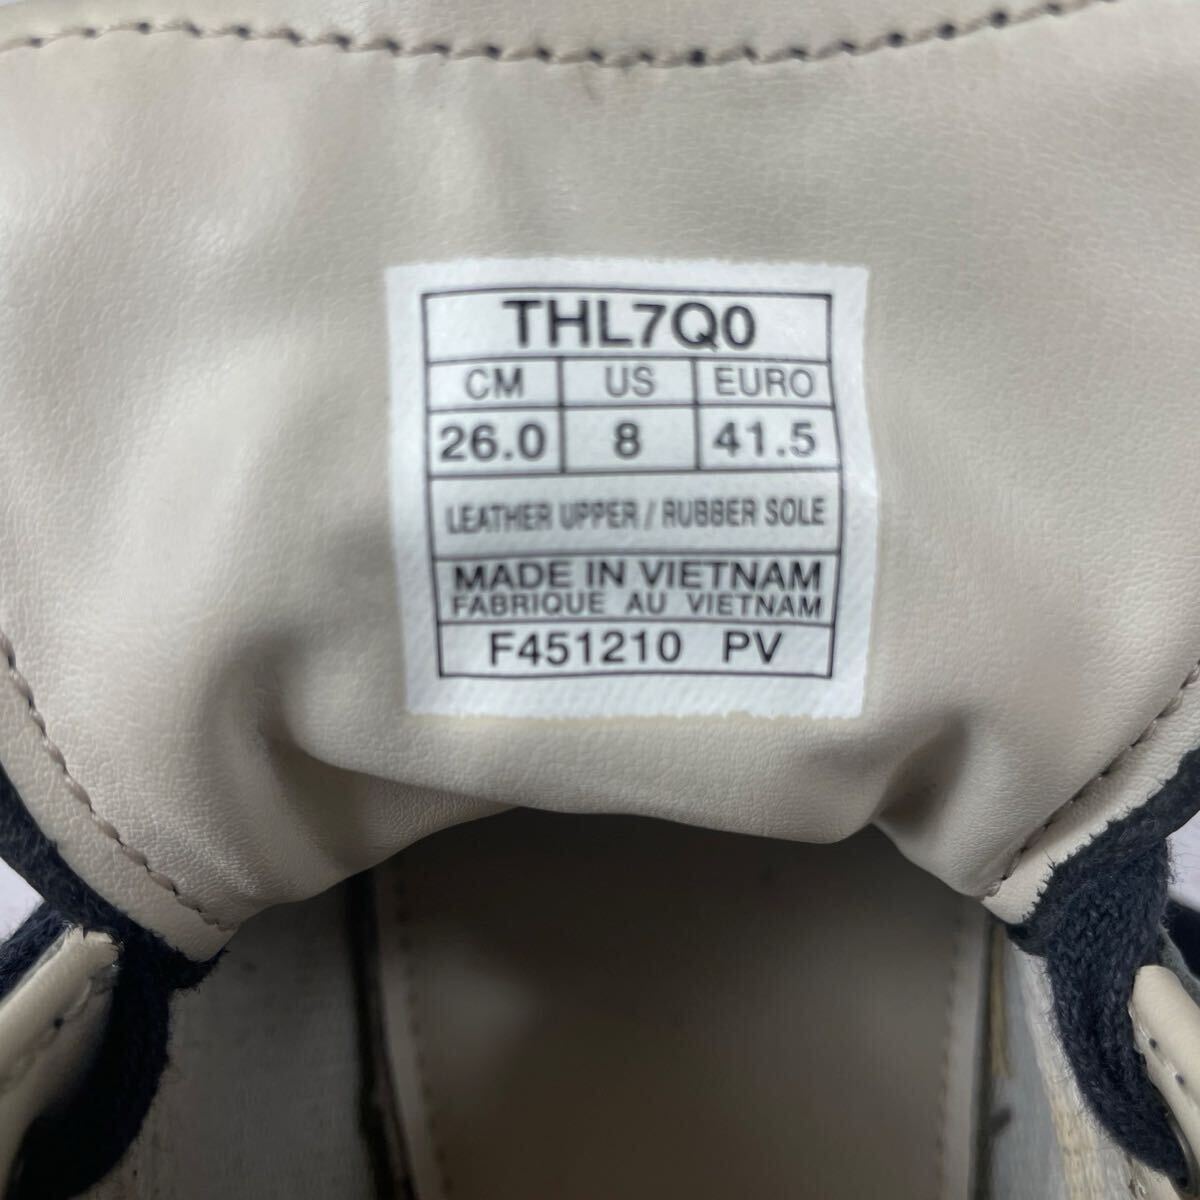 THL7Q0
CM US EURO
26.0 8 41.5
LEATHER UPPER / RUBBER SOLE
MADE IN VIETNAM
FABRIQUE AU VIETNAM
F451210 PV